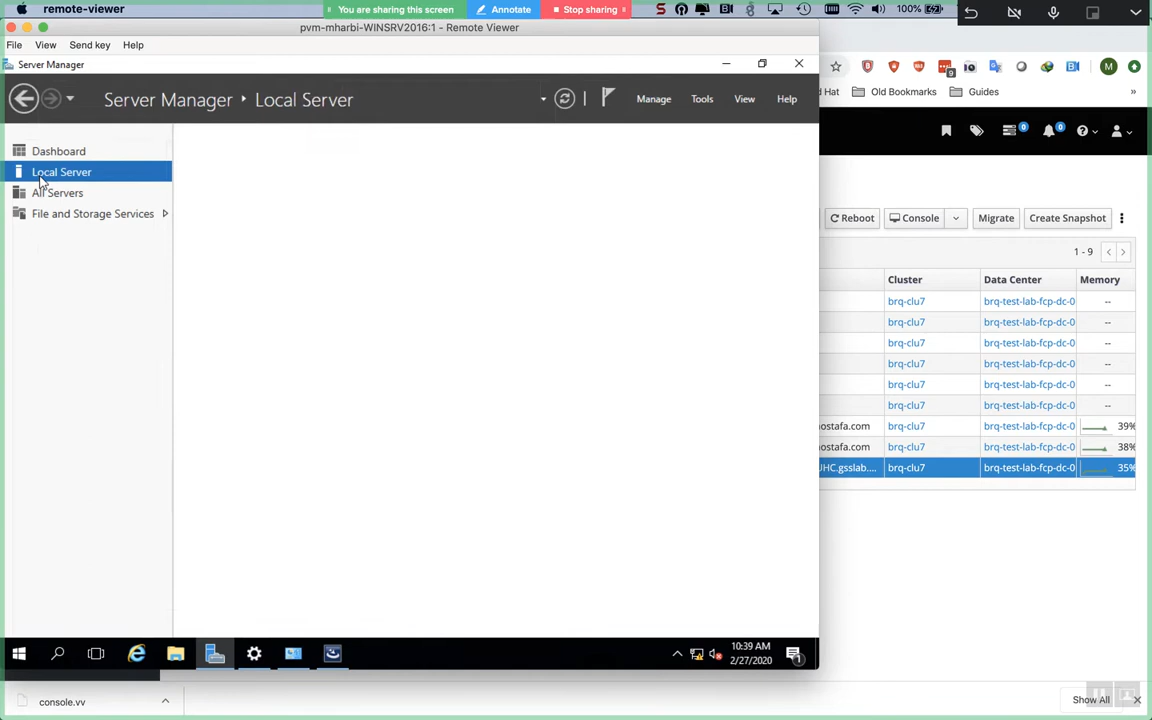 remote-viewer
You are sharing this screen
Annotate
Stop sharing
100%
pvm-mharbi-WINSRV2016:1 - Remote Viewer
File View Send key Help
Server Manager
Server Manager Local Server
Manage Tools View Help
Dashboard
Local Server
All Servers
File and Storage Services
9
M
d Hat Old Bookmarks Guides »
0 0
Reboot Console Migrate Create Snapshot
1 - 9
Cluster Data Center Memory
brq-clu7 brq-test-lab-fcp-dc-0 --
brq-clu7 brq-test-lab-fcp-dc-0 --
brq-clu7 brq-test-lab-fcp-dc-0 --
brq-clu7 brq-test-lab-fcp-dc-0 --
brq-clu7 brq-test-lab-fcp-dc-0 --
brq-clu7 brq-test-lab-fcp-dc-0 --
ostafa.com brq-clu7 brq-test-lab-fcp-dc-0 39%
ostafa.com brq-clu7 brq-test-lab-fcp-dc-0 38%
UHC.gsslab.... brq-clu7 brq-test-lab-fcp-dc-0 35%
10:39 AM
2/27/2020
1
console.vv
Show All